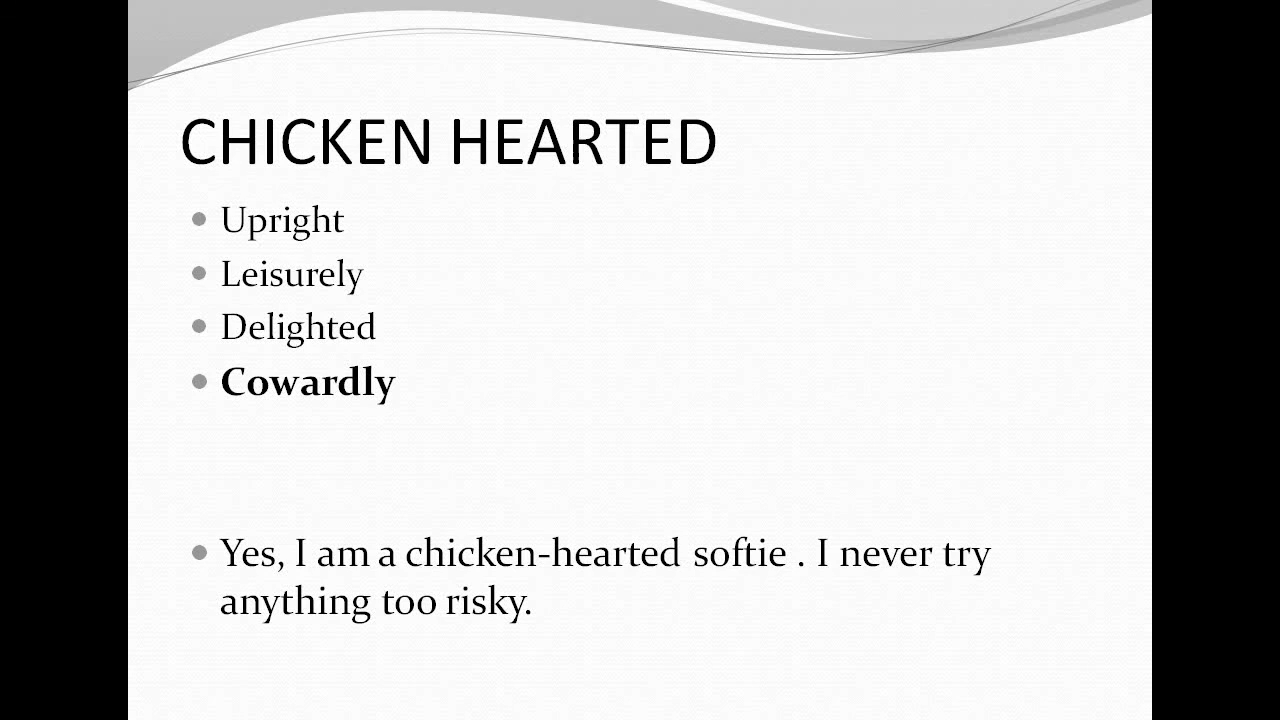 CHICKEN HEARTED
Upright
Leisurely
Delighted
Cowardly
Yes, I am a chicken-hearted softie . I never try
anything too risky.